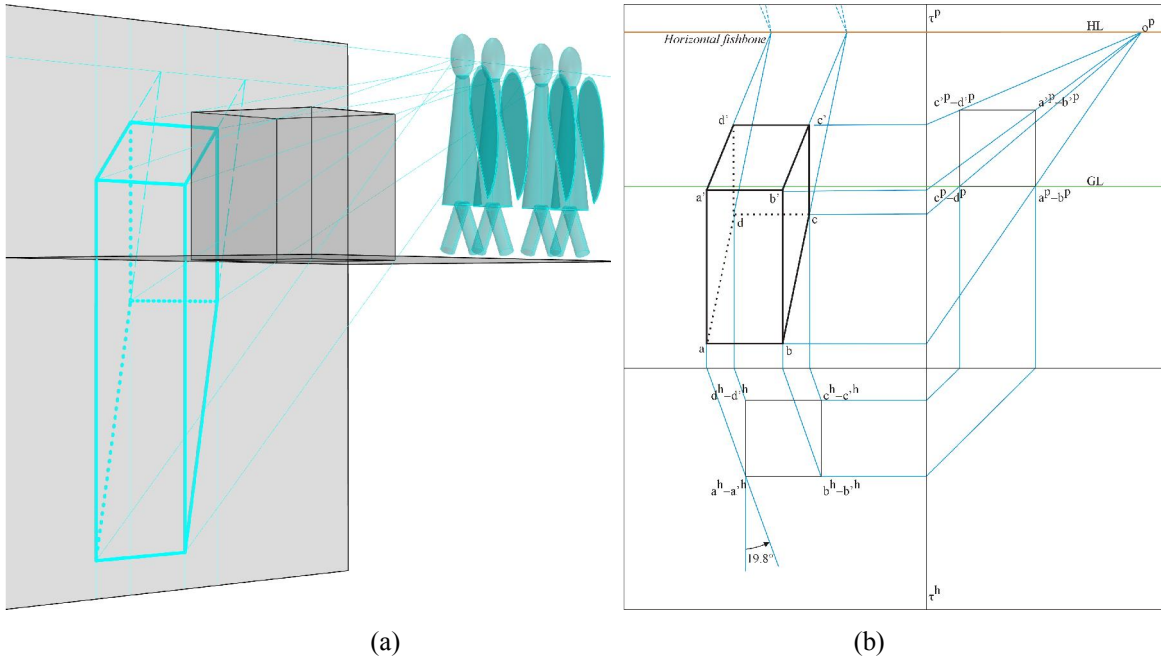 τᵖ
HL
oᵖ
Horizontal fishbone
c'ᵖ–d'ᵖ
a'ᵖ–b'ᵖ
d'
c'
GL
a'
b'
cᵖ–dᵖ
aᵖ–bᵖ
d
c
a
b
dʰ–d'ʰ
cʰ–c'ʰ
aʰ–a'ʰ
bʰ–b'ʰ
19.8°
τʰ
(a)
(b)